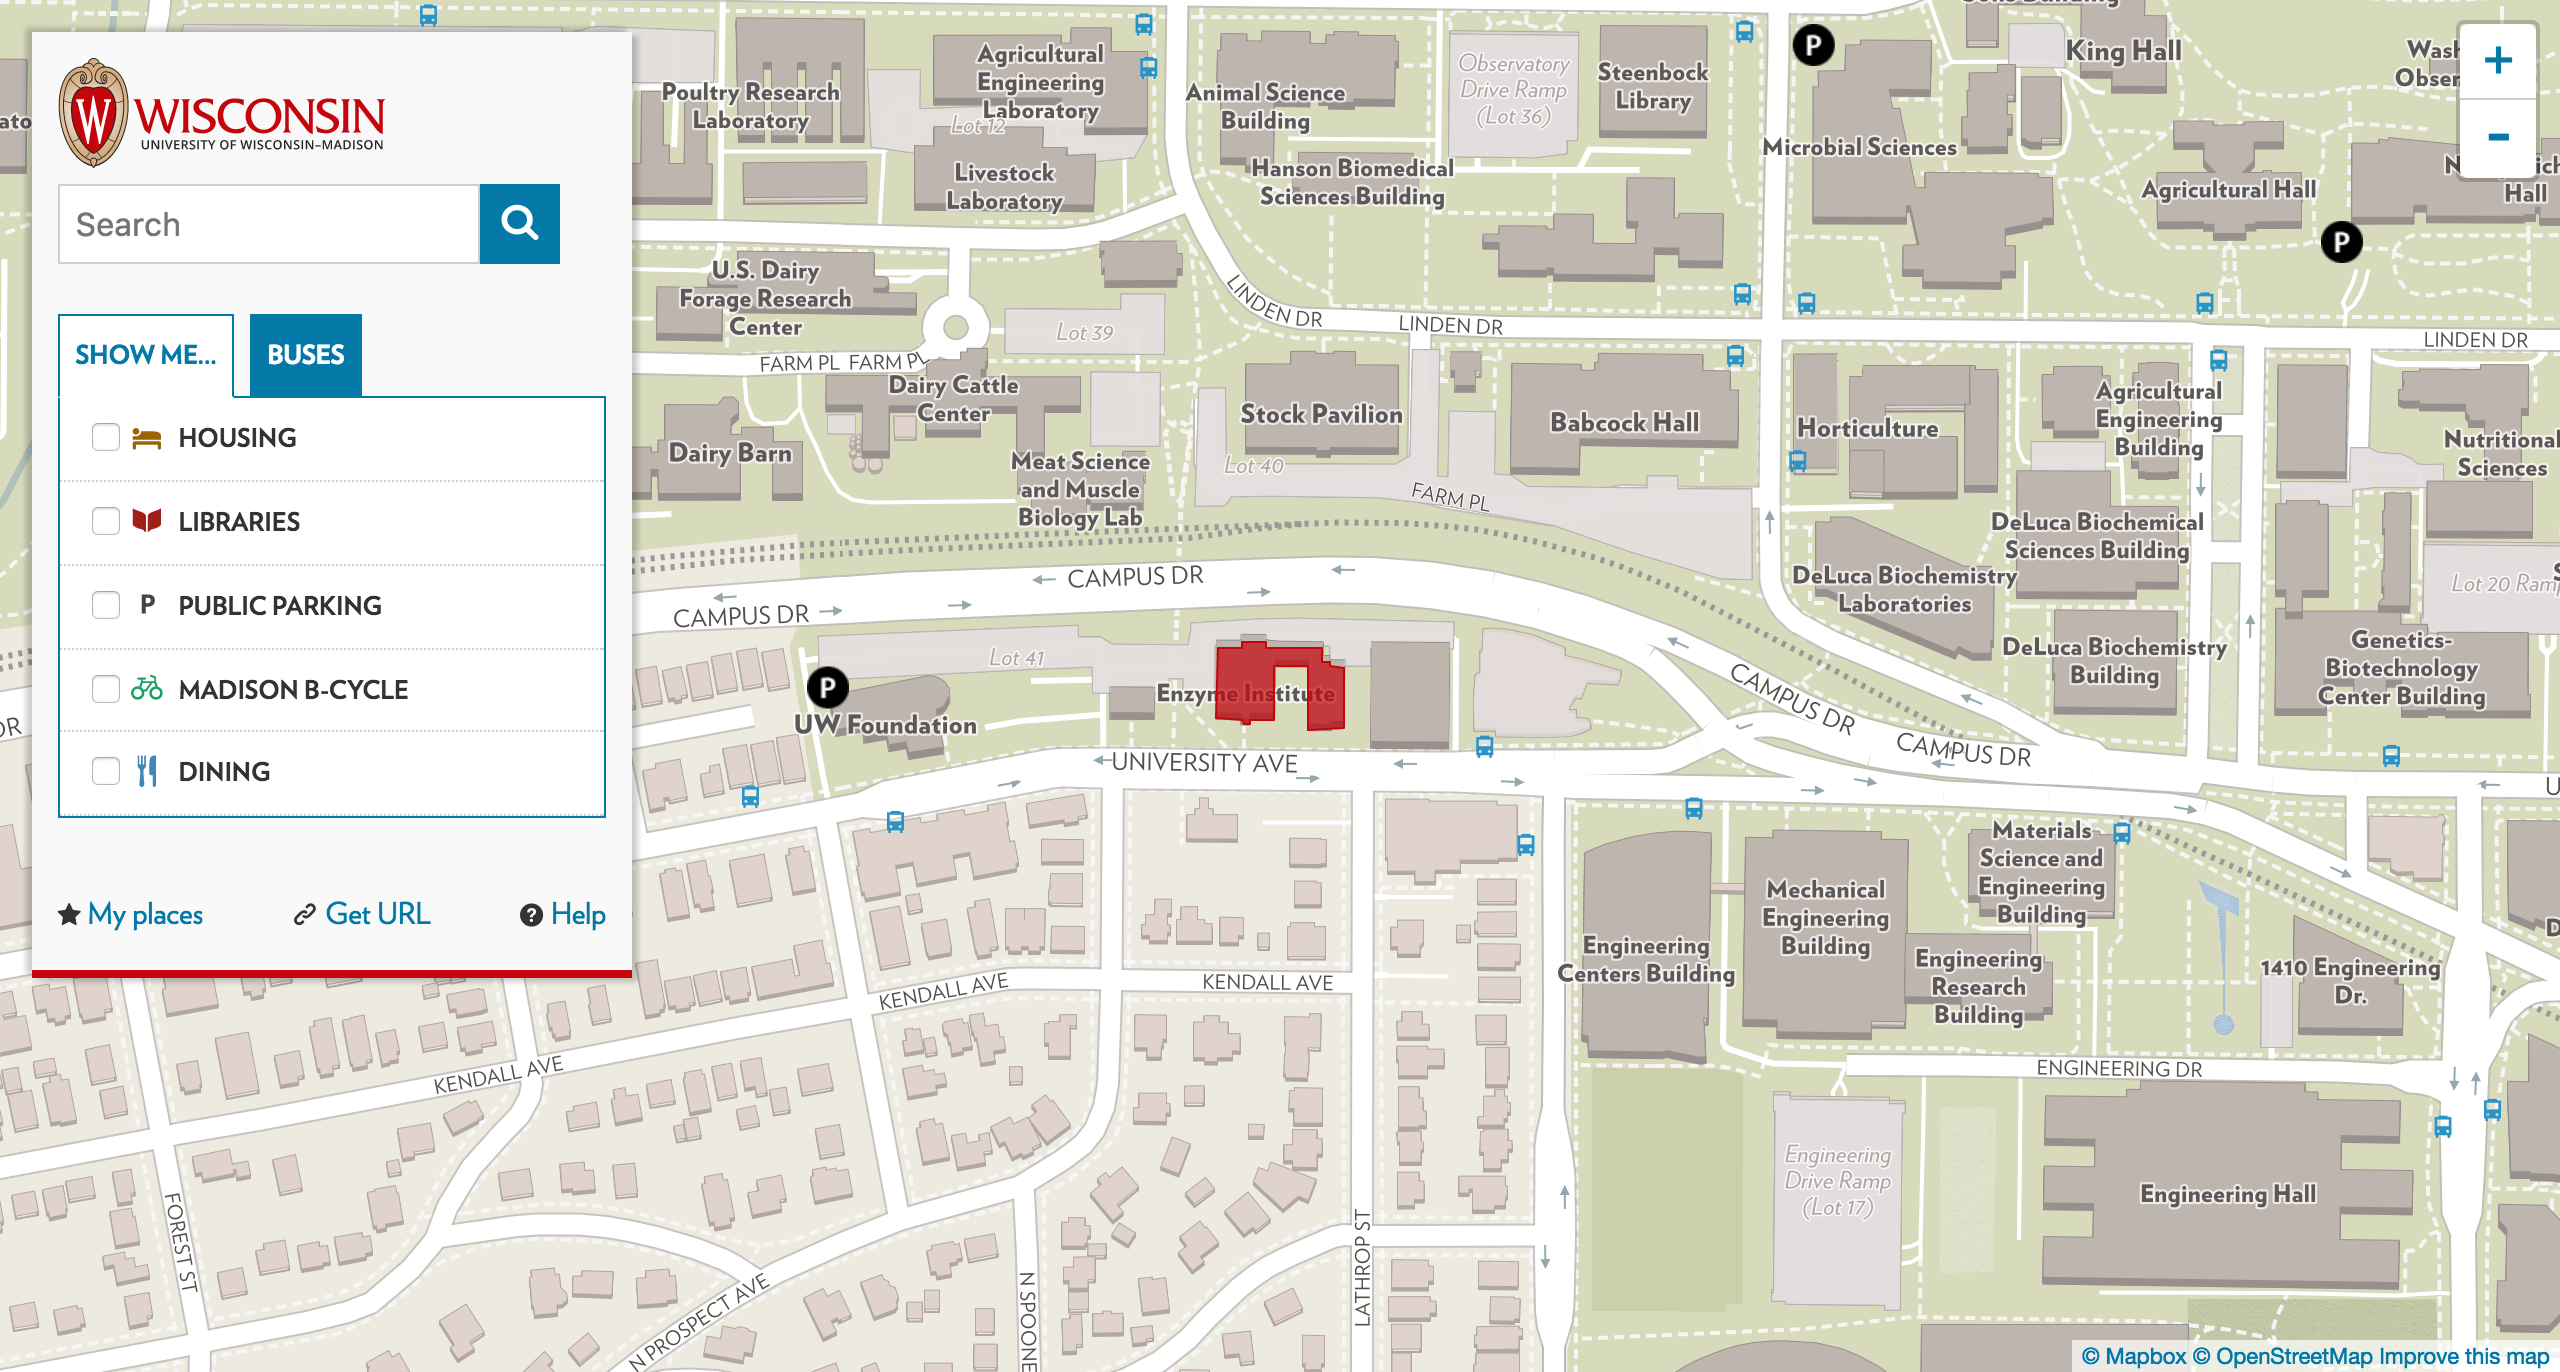 WISCONSIN
UNIVERSITY OF WISCONSIN–MADISON
Search
SHOW ME...
BUSES
HOUSING
LIBRARIES
P PUBLIC PARKING
MADISON B-CYCLE
DINING
My places
Get URL
? Help
Poultry Research
Laboratory
Agricultural
Engineering
Laboratory
Lot 12
Livestock
Laboratory
Animal Science
Building
Hanson Biomedical
Sciences Building
Observatory
Drive Ramp
(Lot 36)
Steenbock
Library
P
Microbial Sciences
King Hall
Agricultural Hall
Hall
P
+
-
U.S. Dairy
Forage Research
Center
FARM PL
FARM PL
Lot 39
LINDEN DR
LINDEN DR
LINDEN DR
Dairy Cattle
Center
Dairy Barn
Meat Science
and Muscle
Biology Lab
Stock Pavilion
Lot 40
FARM PL
Babcock Hall
Horticulture
Agricultural
Engineering
Building
Nutritional
Sciences
DeLuca Biochemical
Sciences Building
DeLuca Biochemistry
Laboratories
DeLuca Biochemistry
Building
Lot 20 Ramp
Genetics-
Biotechnology
Center Building
CAMPUS DR
CAMPUS DR
CAMPUS DR
CAMPUS DR
Lot 41
P
UW Foundation
Enzyme Institute
UNIVERSITY AVE
Engineering
Centers Building
Mechanical
Engineering
Building
Materials
Science and
Engineering
Building
Engineering
Research
Building
1410 Engineering
Dr.
ENGINEERING DR
Engineering
Drive Ramp
(Lot 17)
Engineering Hall
KENDALL AVE
KENDALL AVE
KENDALL AVE
FOREST ST
N PROSPECT AVE
N SPOONE
LATHROP ST
© Mapbox © OpenStreetMap Improve this map